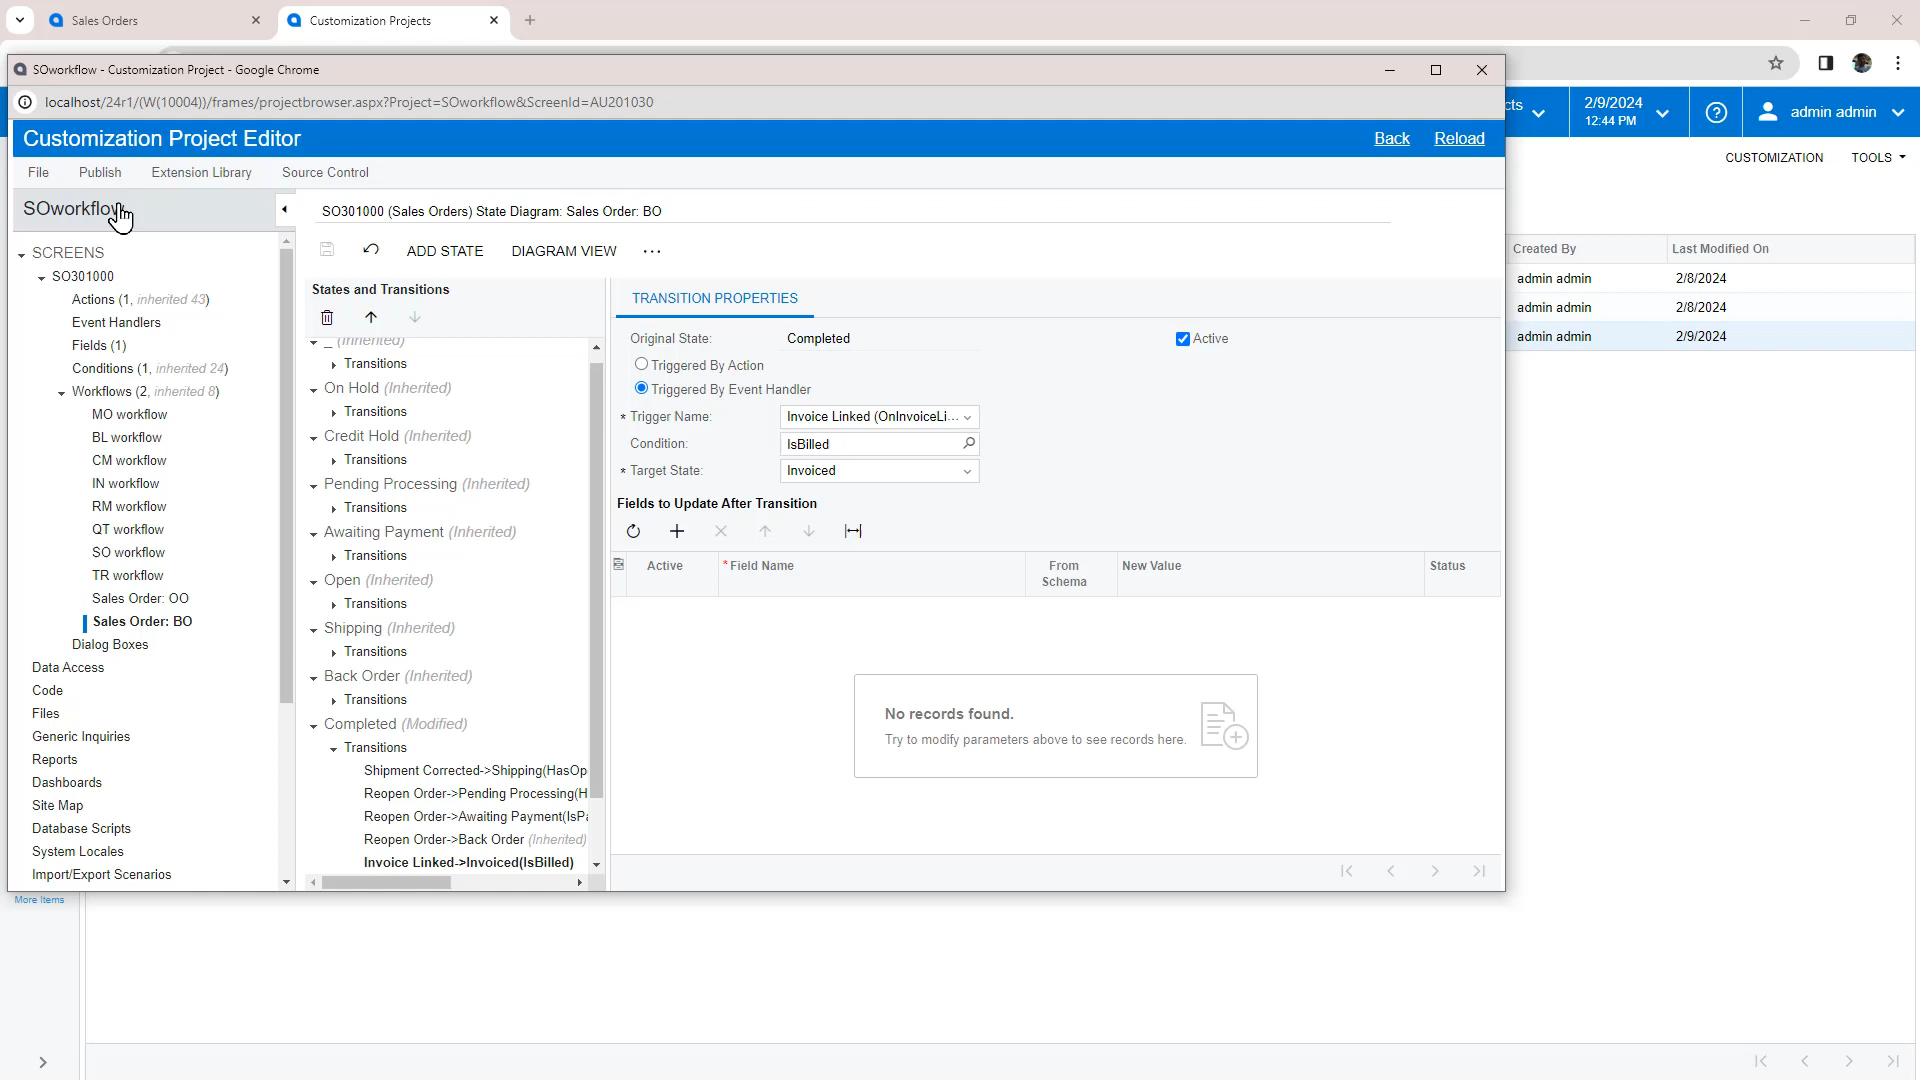 Sales Orders
Customization Projects
SOworkflow - Customization Project - Google Chrome
localhost/24r1/(W(10004))/frames/projectbrowser.aspx?Project=SOworkflow&ScreenId=AU201030
Customization Project Editor
Back
Reload
2/9/2024
12:44 PM
admin admin
File
Publish
Extension Library
Source Control
CUSTOMIZATION
TOOLS
SOworkflow
SO301000 (Sales Orders) State Diagram: Sales Order: BO
ADD STATE
DIAGRAM VIEW
SCREENS
SO301000
Actions (1, inherited 43)
Event Handlers
Fields (1)
Conditions (1, inherited 24)
Workflows (2, inherited 8)
MO workflow
BL workflow
CM workflow
IN workflow
RM workflow
QT workflow
SO workflow
TR workflow
Sales Order: OO
Sales Order: BO
Dialog Boxes
Data Access
Code
Files
Generic Inquiries
Reports
Dashboards
Site Map
Database Scripts
System Locales
Import/Export Scenarios
States and Transitions
_ (Inherited)
Transitions
On Hold (Inherited)
Transitions
Credit Hold (Inherited)
Transitions
Pending Processing (Inherited)
Transitions
Awaiting Payment (Inherited)
Transitions
Open (Inherited)
Transitions
Shipping (Inherited)
Transitions
Back Order (Inherited)
Transitions
Completed (Modified)
Transitions
Shipment Corrected->Shipping(HasOp
Reopen Order->Pending Processing(H
Reopen Order->Awaiting Payment(IsPa
Reopen Order->Back Order (Inherited)
Invoice Linked->Invoiced(IsBilled)
TRANSITION PROPERTIES
Original State: Completed
Active
Triggered By Action
Triggered By Event Handler
* Trigger Name: Invoice Linked (OnInvoiceLi...
Condition: IsBilled
* Target State: Invoiced
Fields to Update After Transition
Active
* Field Name
From Schema
New Value
Status
No records found.
Try to modify parameters above to see records here.
Created By
Last Modified On
admin admin 2/8/2024
admin admin 2/8/2024
admin admin 2/9/2024
More Items